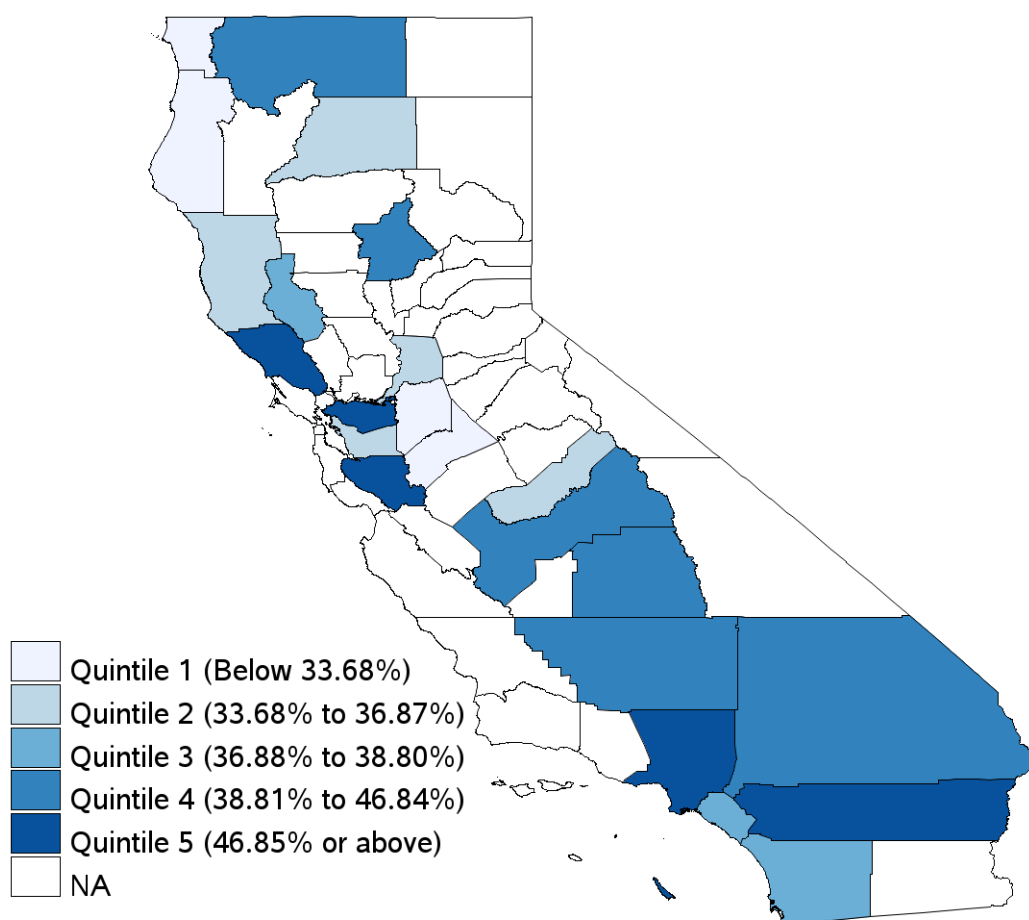 Quintile 1 (Below 33.68%)
Quintile 2 (33.68% to 36.87%)
Quintile 3 (36.88% to 38.80%)
Quintile 4 (38.81% to 46.84%)
Quintile 5 (46.85% or above)
NA